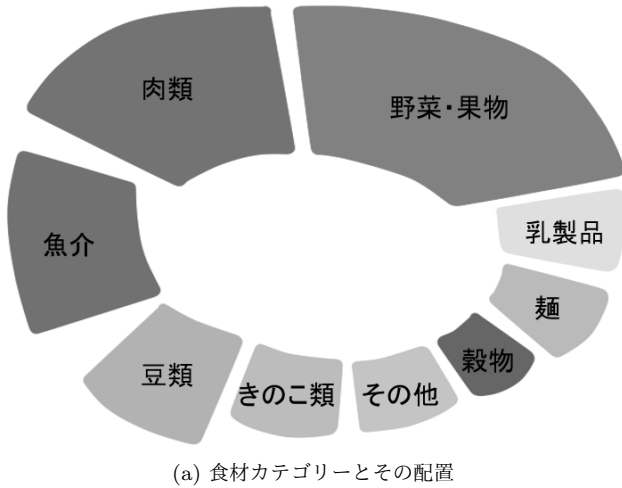 肉類
野菜・果物
魚介
乳製品
麺
豆類
きのこ類
その他
穀物
(a) 食材カテゴリーとその配置